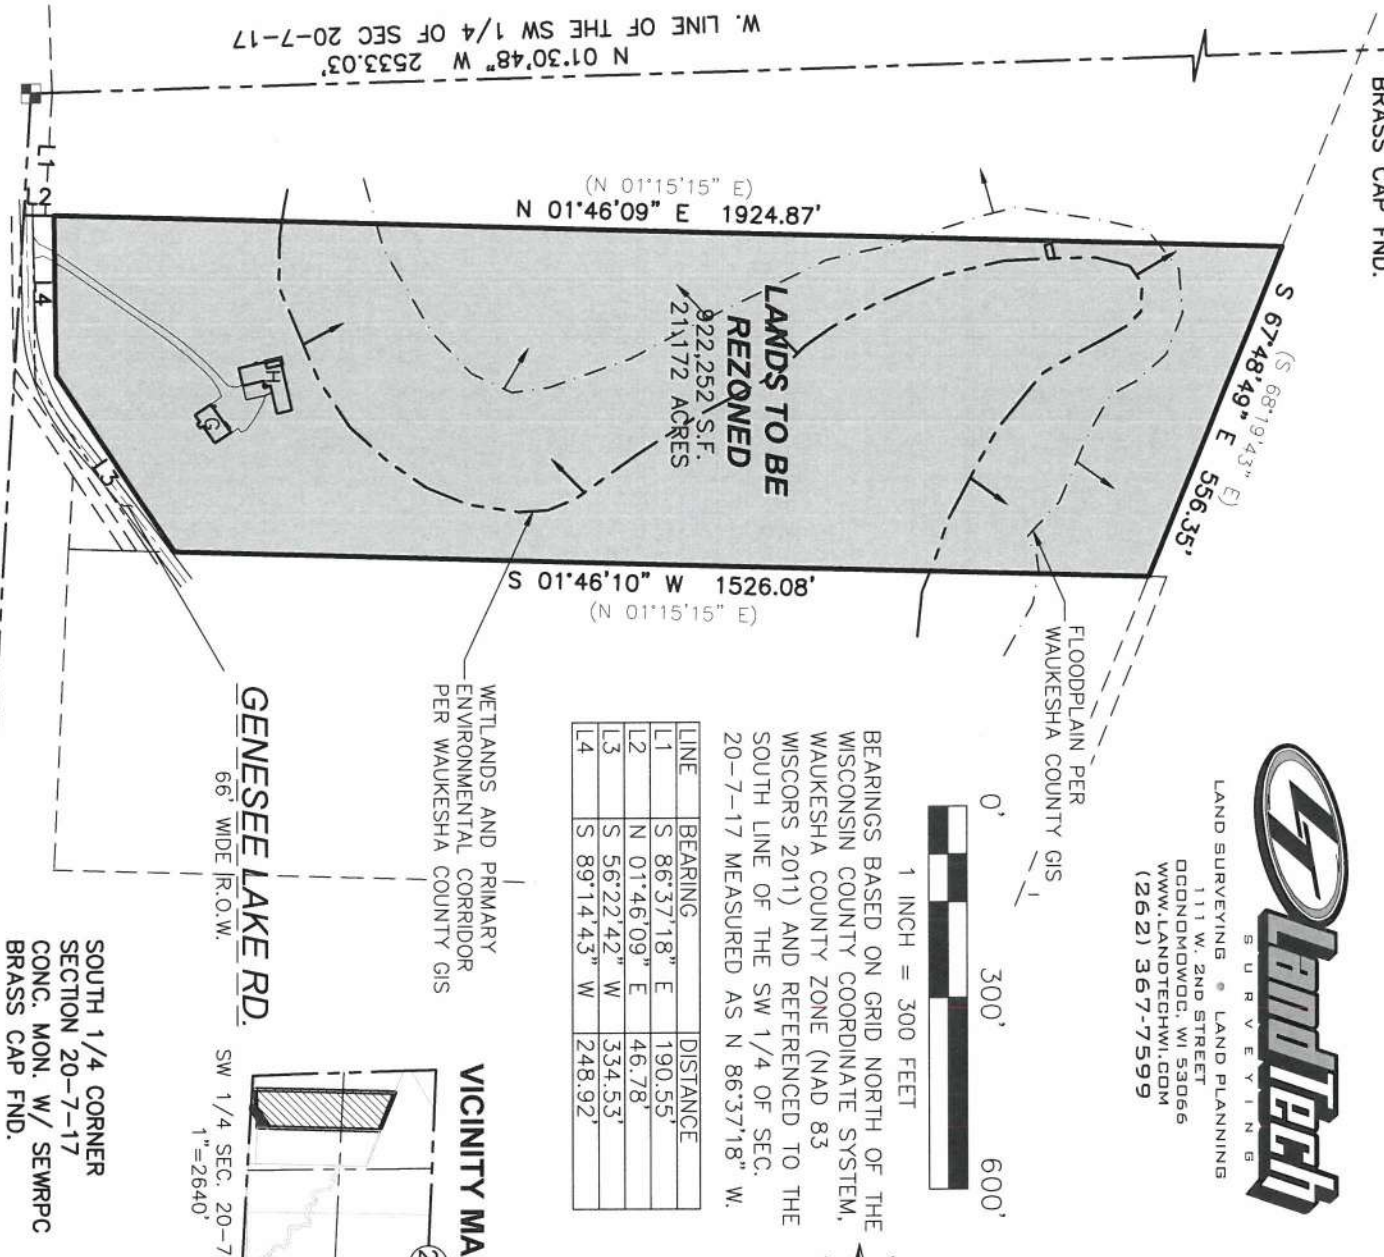 BRASS CAP FND.
W. LINE OF THE SW 1/4 OF SEC 20-7-17
N 01°30'48" W 2533.03'
(N 01°15'15" E)
N 01°46'09" E 1924.87'
S 67°48'49" E 556.35'
(S 68°19'43" E)
LANDS TO BE
REZONED
922,252 S.F.
21.172 ACRES
H
G
L1
L2
L4
L3
S 01°46'10" W 1526.08'
(N 01°15'15" E)
FLOODPLAIN PER
WAUKESHA COUNTY GIS
WETLANDS AND PRIMARY
ENVIRONMENTAL CORRIDOR
PER WAUKESHA COUNTY GIS
GENESEE LAKE RD.
66' WIDE R.O.W.
LandTech
SURVEYING
LAND SURVEYING • LAND PLANNING
111 W. 2ND STREET
OCONOMOWOC, WI 53066
WWW.LANDTECHWI.COM
(262) 367-7599
0' 300' 600'
1 INCH = 300 FEET
BEARINGS BASED ON GRID NORTH OF THE
WISCONSIN COUNTY COORDINATE SYSTEM,
WAUKESHA COUNTY ZONE (NAD 83
WISCORS 2011) AND REFERENCED TO THE
SOUTH LINE OF THE SW 1/4 OF SEC.
20-7-17 MEASURED AS N 86°37'18" W.
LINE BEARING DISTANCE
L1 S 86°37'18" E 190.55'
L2 N 01°46'09" E 46.78'
L3 S 56°22'42" W 334.53'
L4 S 89°14'43" W 248.92'
VICINITY MA
SW 1/4 SEC. 20-7
1"=2640'
SOUTH 1/4 CORNER
SECTION 20-7-17
CONC. MON. W/ SEWRPC
BRASS CAP FND.